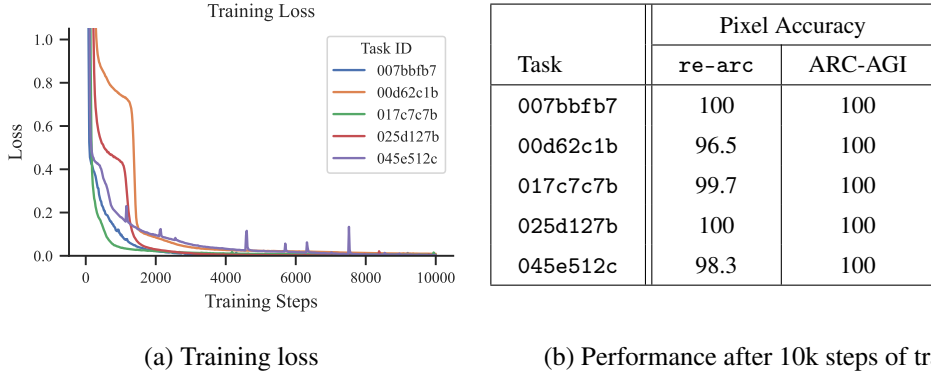 Training Loss
1.0
0.8
0.6
0.4
0.2
0.0
Loss
0
2000
4000
6000
8000
10000
Training Steps
Task ID
007bbfb7
00d62c1b
017c7c7b
025d127b
045e512c
(a) Training loss
Pixel Accuracy
Task re-arc ARC-AGI
007bbfb7 100 100
00d62c1b 96.5 100
017c7c7b 99.7 100
025d127b 100 100
045e512c 98.3 100
(b) Performance after 10k steps of tr